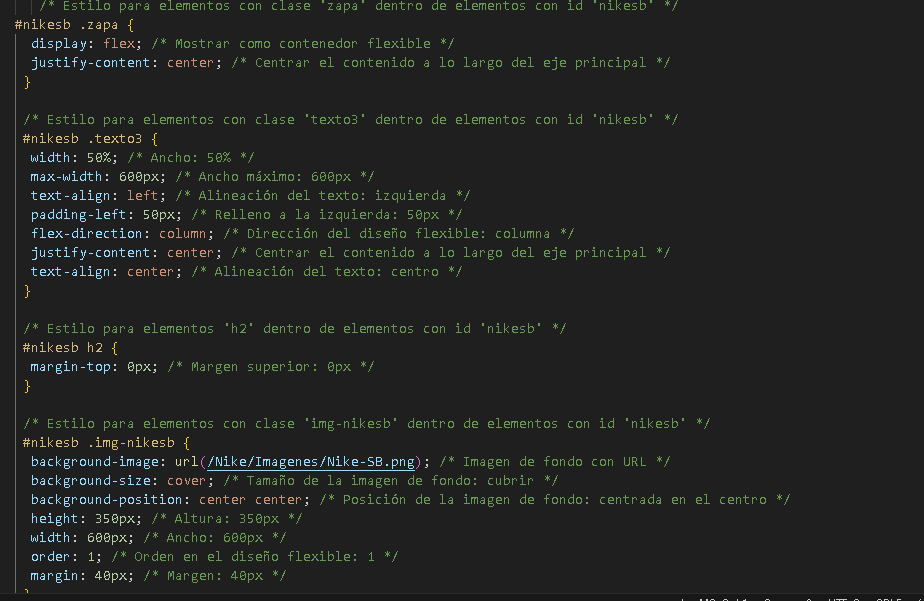 /* Estilo para elementos con clase 'zapa' dentro de elementos con id 'nikesb' */
#nikesb .zapa {
display: flex; /* Mostrar como contenedor flexible */
justify-content: center; /* Centrar el contenido a lo largo del eje principal */
}
/* Estilo para elementos con clase 'texto3' dentro de elementos con id 'nikesb' */
#nikesb .texto3 {
width: 50%; /* Ancho: 50% */
max-width: 600px; /* Ancho máximo: 600px */
text-align: left; /* Alineación del texto: izquierda */
padding-left: 50px; /* Relleno a la izquierda: 50px */
flex-direction: column; /* Dirección del diseño flexible: columna */
justify-content: center; /* Centrar el contenido a lo largo del eje principal */
text-align: center; /* Alineación del texto: centro */
}
/* Estilo para elementos 'h2' dentro de elementos con id 'nikesb' */
#nikesb h2 {
margin-top: 0px; /* Margen superior: 0px */
}
/* Estilo para elementos con clase 'img-nikesb' dentro de elementos con id 'nikesb' */
#nikesb .img-nikesb {
background-image: url(/Nike/Imagenes/Nike-SB.png); /* Imagen de fondo con URL */
background-size: cover; /* Tamaño de la imagen de fondo: cubrir */
background-position: center center; /* Posición de la imagen de fondo: centrada en el centro */
height: 350px; /* Altura: 350px */
width: 600px; /* Ancho: 600px */
order: 1; /* Orden en el diseño flexible: 1 */
margin: 40px; /* Margen: 40px */